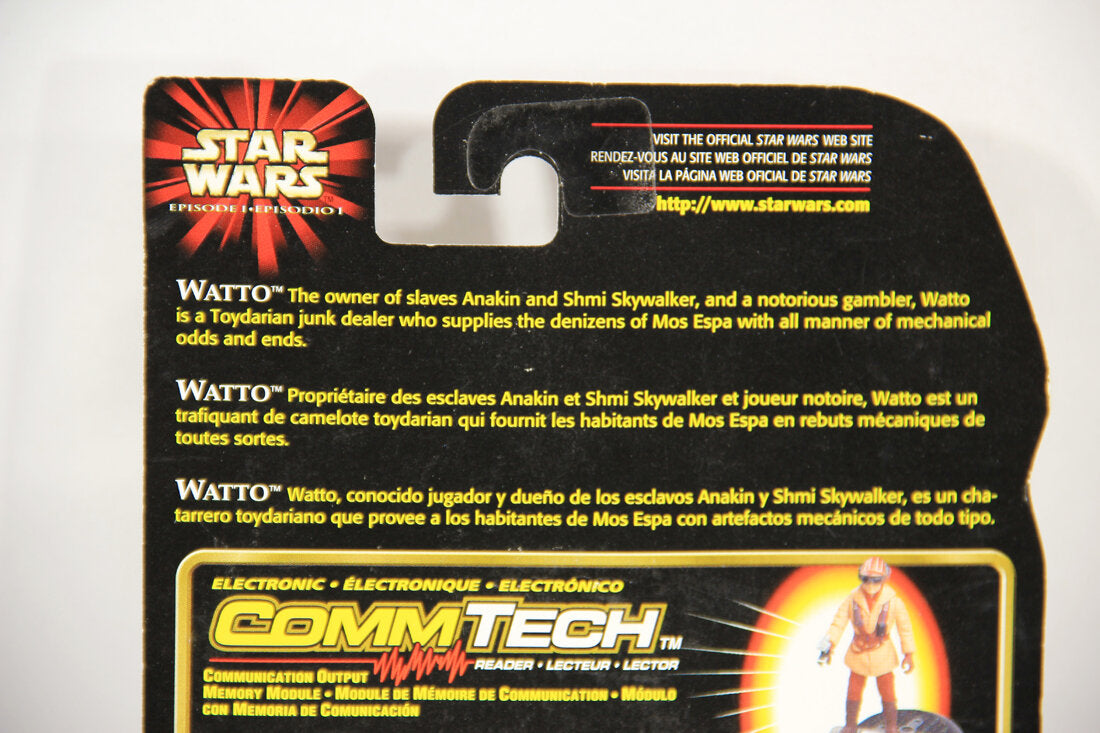 STAR
WARS™
EPISODE I • EPISODIO I
VISIT THE OFFICIAL STAR WARS WEB SITE
RENDEZ-VOUS AU SITE WEB OFFICIEL DE STAR WARS
VISITA LA PÁGINA WEB OFICIAL DE STAR WARS
http://www.starwars.com
WATTO™ The owner of slaves Anakin and Shmi Skywalker, and a notorious gambler, Watto
is a Toydarian junk dealer who supplies the denizens of Mos Espa with all manner of mechanical
odds and ends.
WATTO™ Propriétaire des esclaves Anakin et Shmi Skywalker et joueur notoire, Watto est un
trafiquant de camelote toydarian qui fournit les habitants de Mos Espa en rebuts mécaniques de
toutes sortes.
WATTO™ Watto, conocido jugador y dueño de los esclavos Anakin y Shmi Skywalker, es un cha-
tarrero toydariano que provee a los habitantes de Mos Espa con artefactos mecánicos de todo tipo.
ELECTRONIC • ÉLECTRONIQUE • ELECTRÓNICO
COMMTECH™
READER • LECTEUR • LECTOR
COMMUNICATION OUTPUT
MEMORY MODULE • MODULE DE MÉMOIRE DE COMMUNICATION • MÓDULO
CON MEMORIA DE COMUNICACIÓN